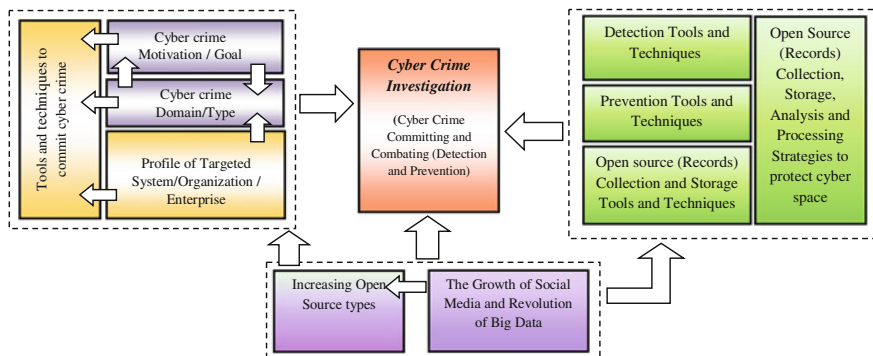 Tools and techniques to
commit cyber crime
Cyber crime
Motivation / Goal
Cyber crime
Domain/Type
Profile of Targeted
System/Organization /
Enterprise
Cyber Crime
Investigation
(Cyber Crime
Committing and
Combating (Detection
and Prevention)
Detection Tools and
Techniques
Prevention Tools and
Techniques
Open source (Records)
Collection and Storage
Tools and Techniques
Open Source
(Records)
Collection,
Storage,
Analysis and
Processing
Strategies to
protect cyber
space
Increasing Open
Source types
The Growth of Social
Media and Revolution
of Big Data